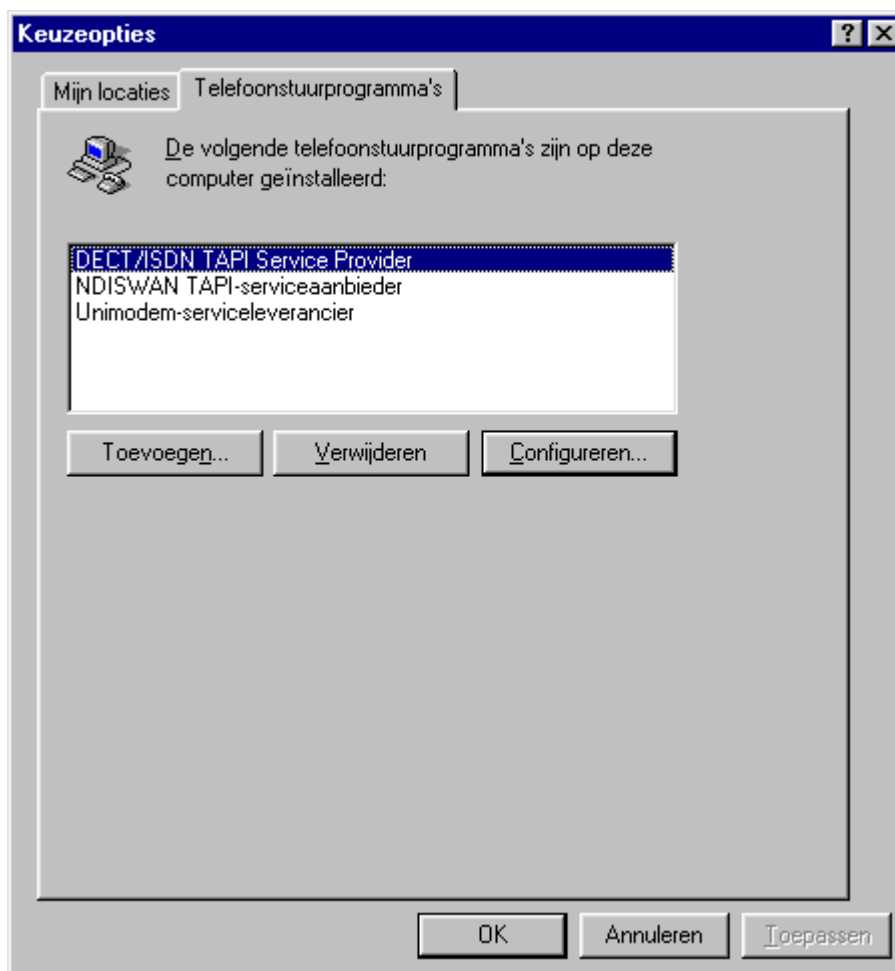 Keuzeopties
Mijn locaties
Telefoonstuurprogramma's
De volgende telefoonstuurprogramma's zijn op deze
computer geïnstalleerd:
DECT/ISDN TAPI Service Provider
NDISWAN TAPI-serviceaanbieder
Unimodem-serviceleverancier
Toevoegen...
Verwijderen
Configureren...
OK
Annuleren
Toepassen